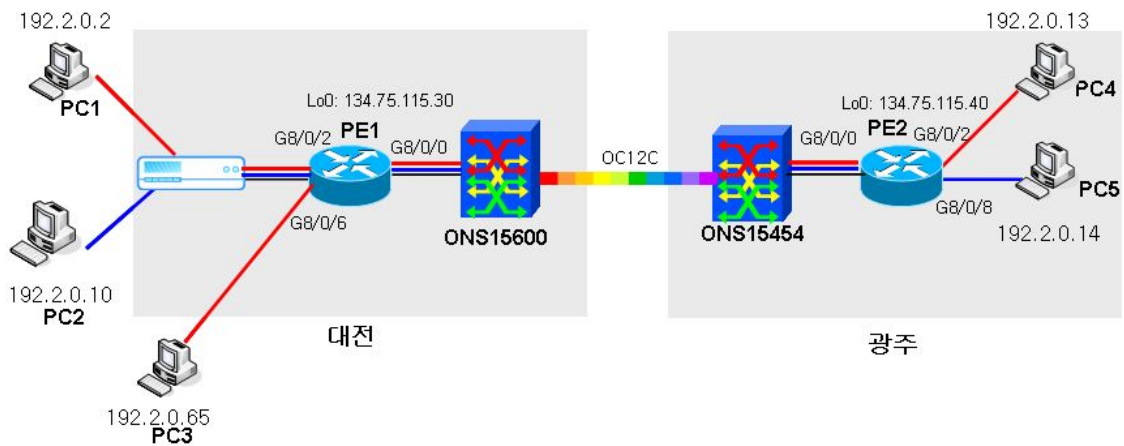 192.2.0.2
PC1
192.2.0.10
PC2
192.2.0.65
PC3
Lo0: 134.75.115.30
PE1
G8/0/2
G8/0/0
G8/0/6
ONS15600
대전
OC12C
192.2.0.13
PC4
Lo0: 134.75.115.40
PE2
G8/0/0
G8/0/2
G8/0/8
ONS15454
PC5
192.2.0.14
광주